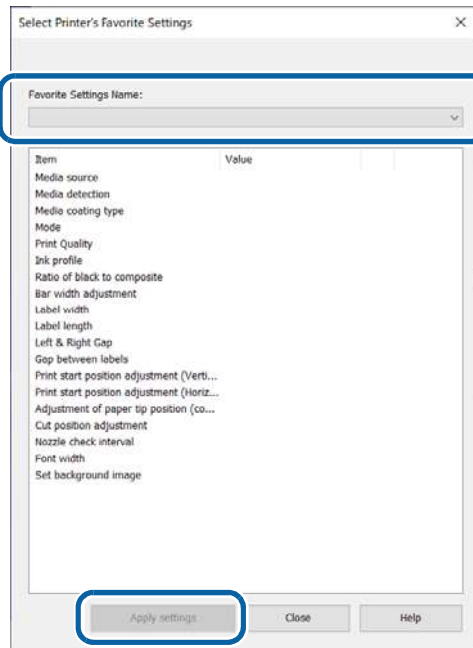 Select Printer's Favorite Settings
Favorite Settings Name:
Item Value
Media source
Media detection
Media coating type
Mode
Print Quality
Ink profile
Ratio of black to composite
Bar width adjustment
Label width
Label length
Left & Right Gap
Gap between labels
Print start position adjustment (Verti...
Print start position adjustment (Horiz...
Adjustment of paper tip position (co...
Cut position adjustment
Nozzle check interval
Font width
Set background image
Apply settings Close Help